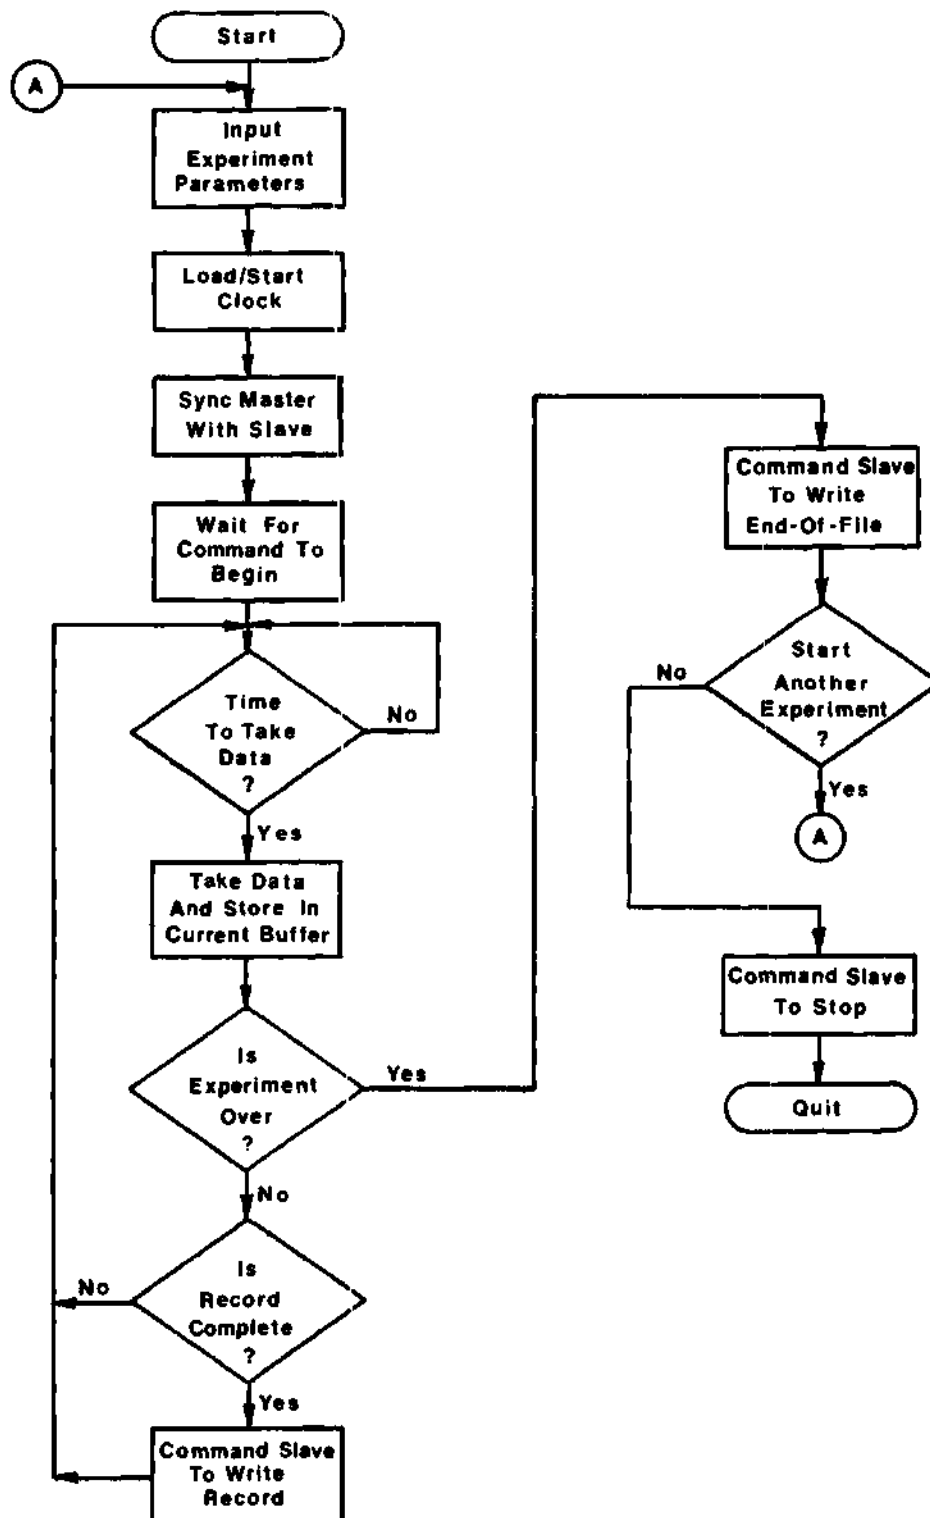 Start
A
Input
Experiment
Parameters
Load/Start
Clock
Sync Master
With Slave
Wait For
Command To
Begin
Time
To Take
Data
?
No
Yes
Take Data
And Store In
Current Buffer
Is
Experiment
Over
?
Yes
No
Is
Record
Complete
?
No
Yes
Command Slave
To Write
Record
Command Slave
To Write
End-Of-File
Start
Another
Experiment
?
No
Yes
A
Command Slave
To Stop
Quit